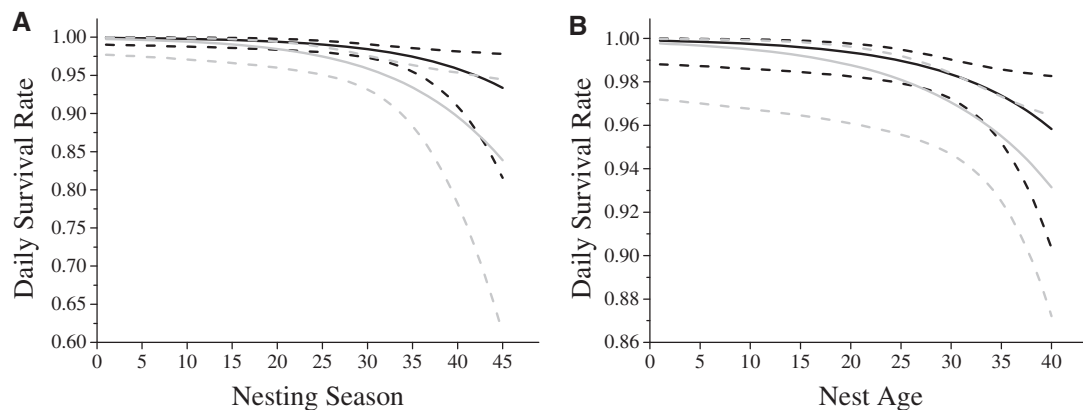 A
Daily Survival Rate
1.00
0.95
0.90
0.85
0.80
0.75
0.70
0.65
0.60
0 5 10 15 20 25 30 35 40 45
Nesting Season
B
Daily Survival Rate
1.00
0.98
0.96
0.94
0.92
0.90
0.88
0.86
0 5 10 15 20 25 30 35 40
Nest Age